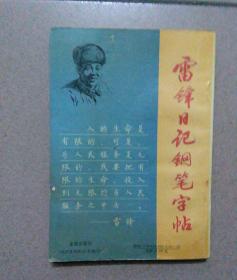 雷锋日记钢笔字帖
人的生命是
有限的,可是,
为人民服务是无
限的,我要把有
限的生命,投入
到无限的为人民
服务之中去。
——雷锋